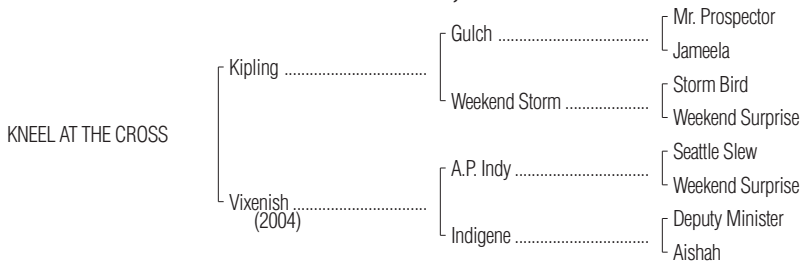 Mr. Prospector
Gulch ........................................
Jameela
Kipling ......................................
Storm Bird
Weekend Storm ......................
Weekend Surprise
KNEEL AT THE CROSS
Seattle Slew
A.P. Indy .....................................
Weekend Surprise
Vixenish ....................................
(2004)
Deputy Minister
Indigene ....................................
Aishah